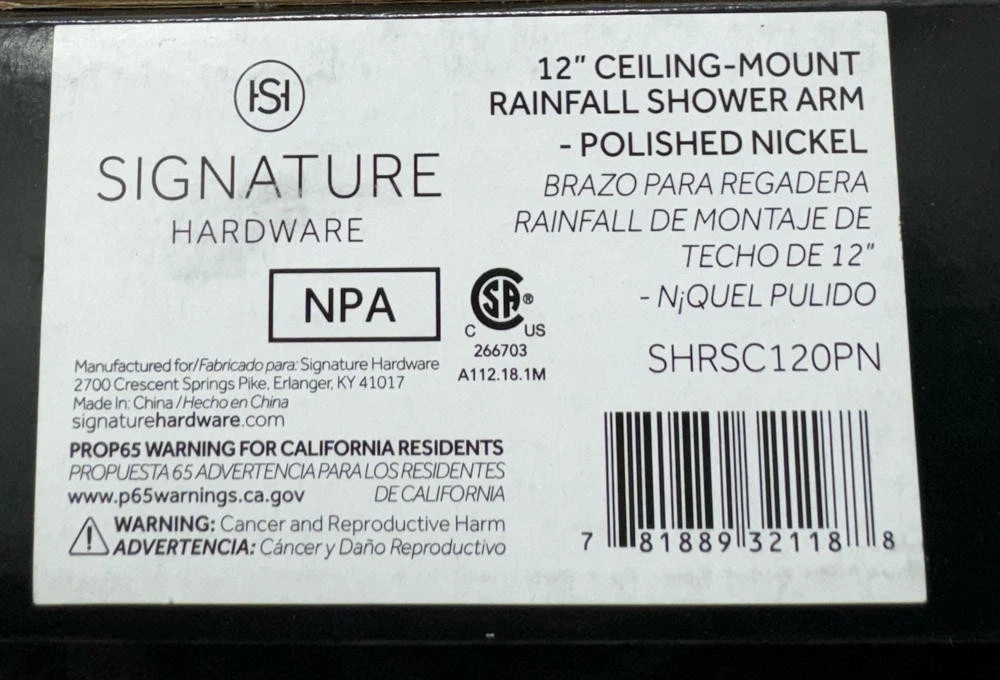 HS
SIGNATURE
HARDWARE
12" CEILING-MOUNT
RAINFALL SHOWER ARM
- POLISHED NICKEL
BRAZO PARA REGADERA
RAINFALL DE MONTAJE DE
TECHO DE 12"
- N¡QUEL PULIDO
NPA
SA®
C US
266703
A112.18.1M
SHRSC120PN
Manufactured for/Fabricado para: Signature Hardware
2700 Crescent Springs Pike, Erlanger, KY 41017
Made In: China /Hecho en China
signaturehardware.com
PROP65 WARNING FOR CALIFORNIA RESIDENTS
PROPUESTA 65 ADVERTENCIA PARA LOS RESIDENTES
www.p65warnings.ca.gov DE CALIFORNIA
WARNING: Cancer and Reproductive Harm
ADVERTENCIA: Cáncer y Daño Reproductivo
7 81889 32118 8